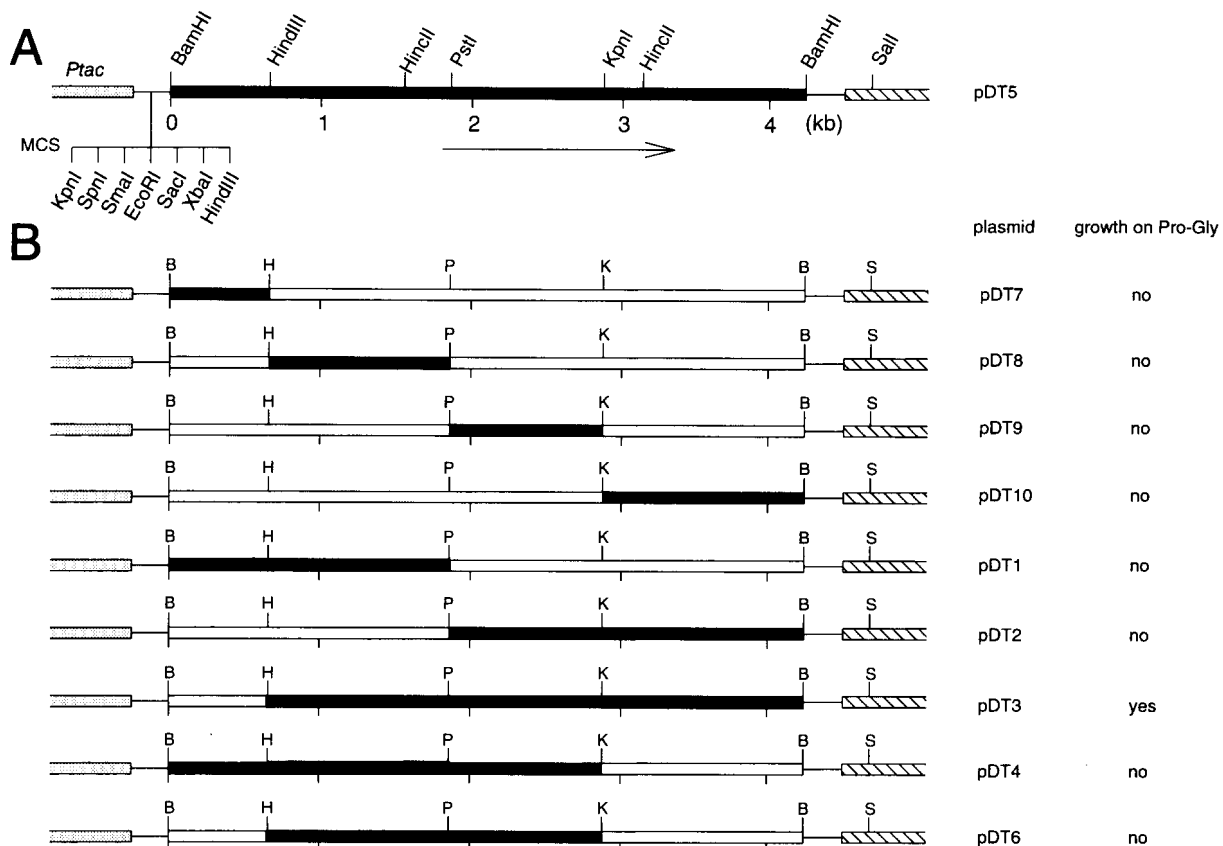 A
BamHI HindIII HincII PstI KpnI HincII BamHI SalI
Ptac
pDT5
0 1 2 3 4 (kb)
MCS
KpnI SpnI SmaI EcoRI SacI XbaI HindIII
plasmid growth on Pro-Gly
B
B H P K B S
pDT7 no
B H P K B S
pDT8 no
B H P K B S
pDT9 no
B H P K B S
pDT10 no
B H P K B S
pDT1 no
B H P K B S
pDT2 no
B H P K B S
pDT3 yes
B H P K B S
pDT4 no
B H P K B S
pDT6 no